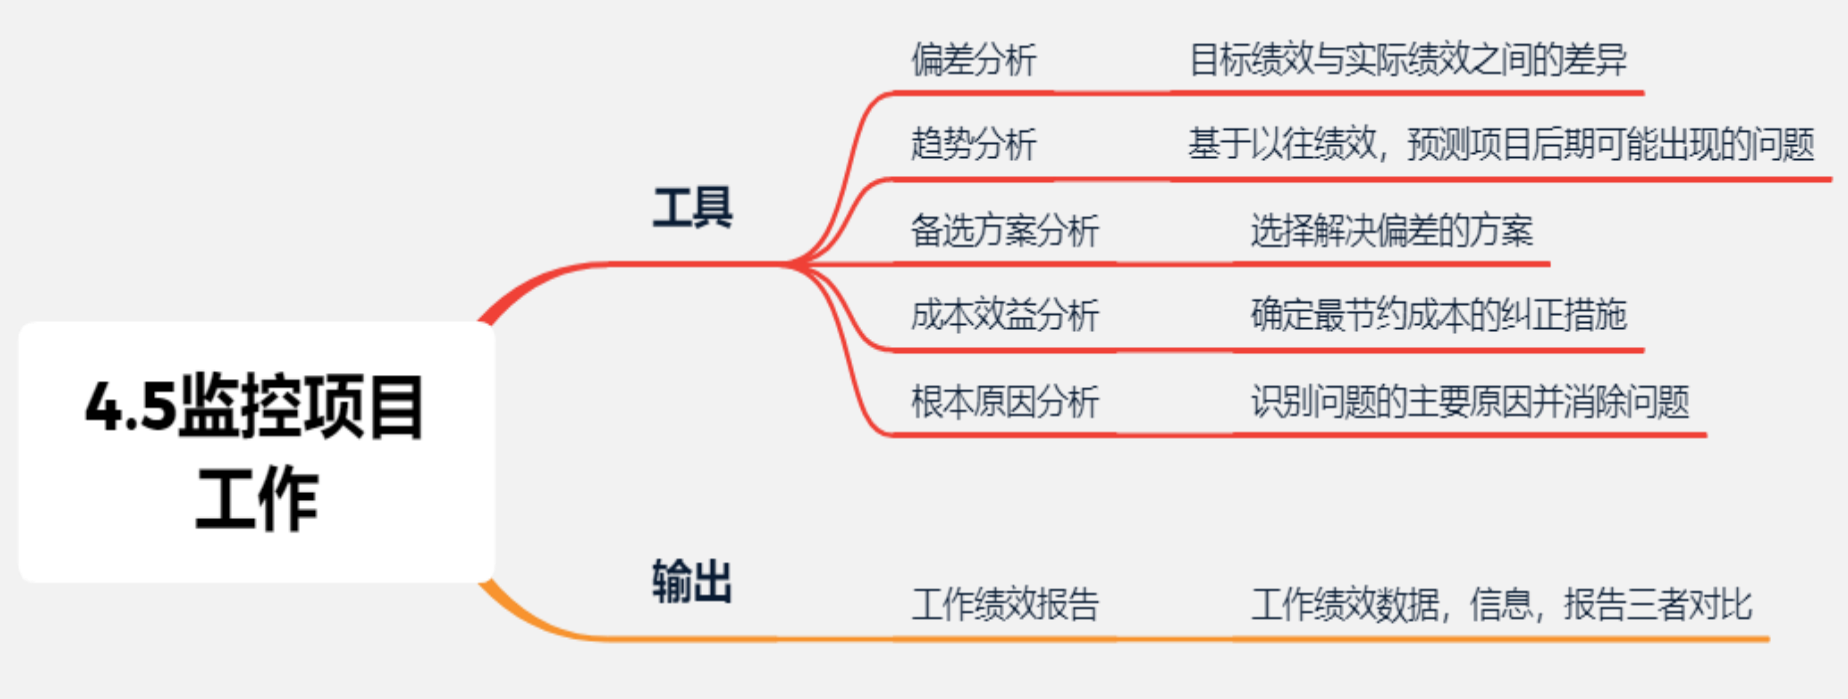 4.5监控项目
工作
工具
偏差分析
目标绩效与实际绩效之间的差异
趋势分析
基于以往绩效，预测项目后期可能出现的问题
备选方案分析
选择解决偏差的方案
成本效益分析
确定最节约成本的纠正措施
根本原因分析
识别问题的主要原因并消除问题
输出
工作绩效报告
工作绩效数据，信息，报告三者对比